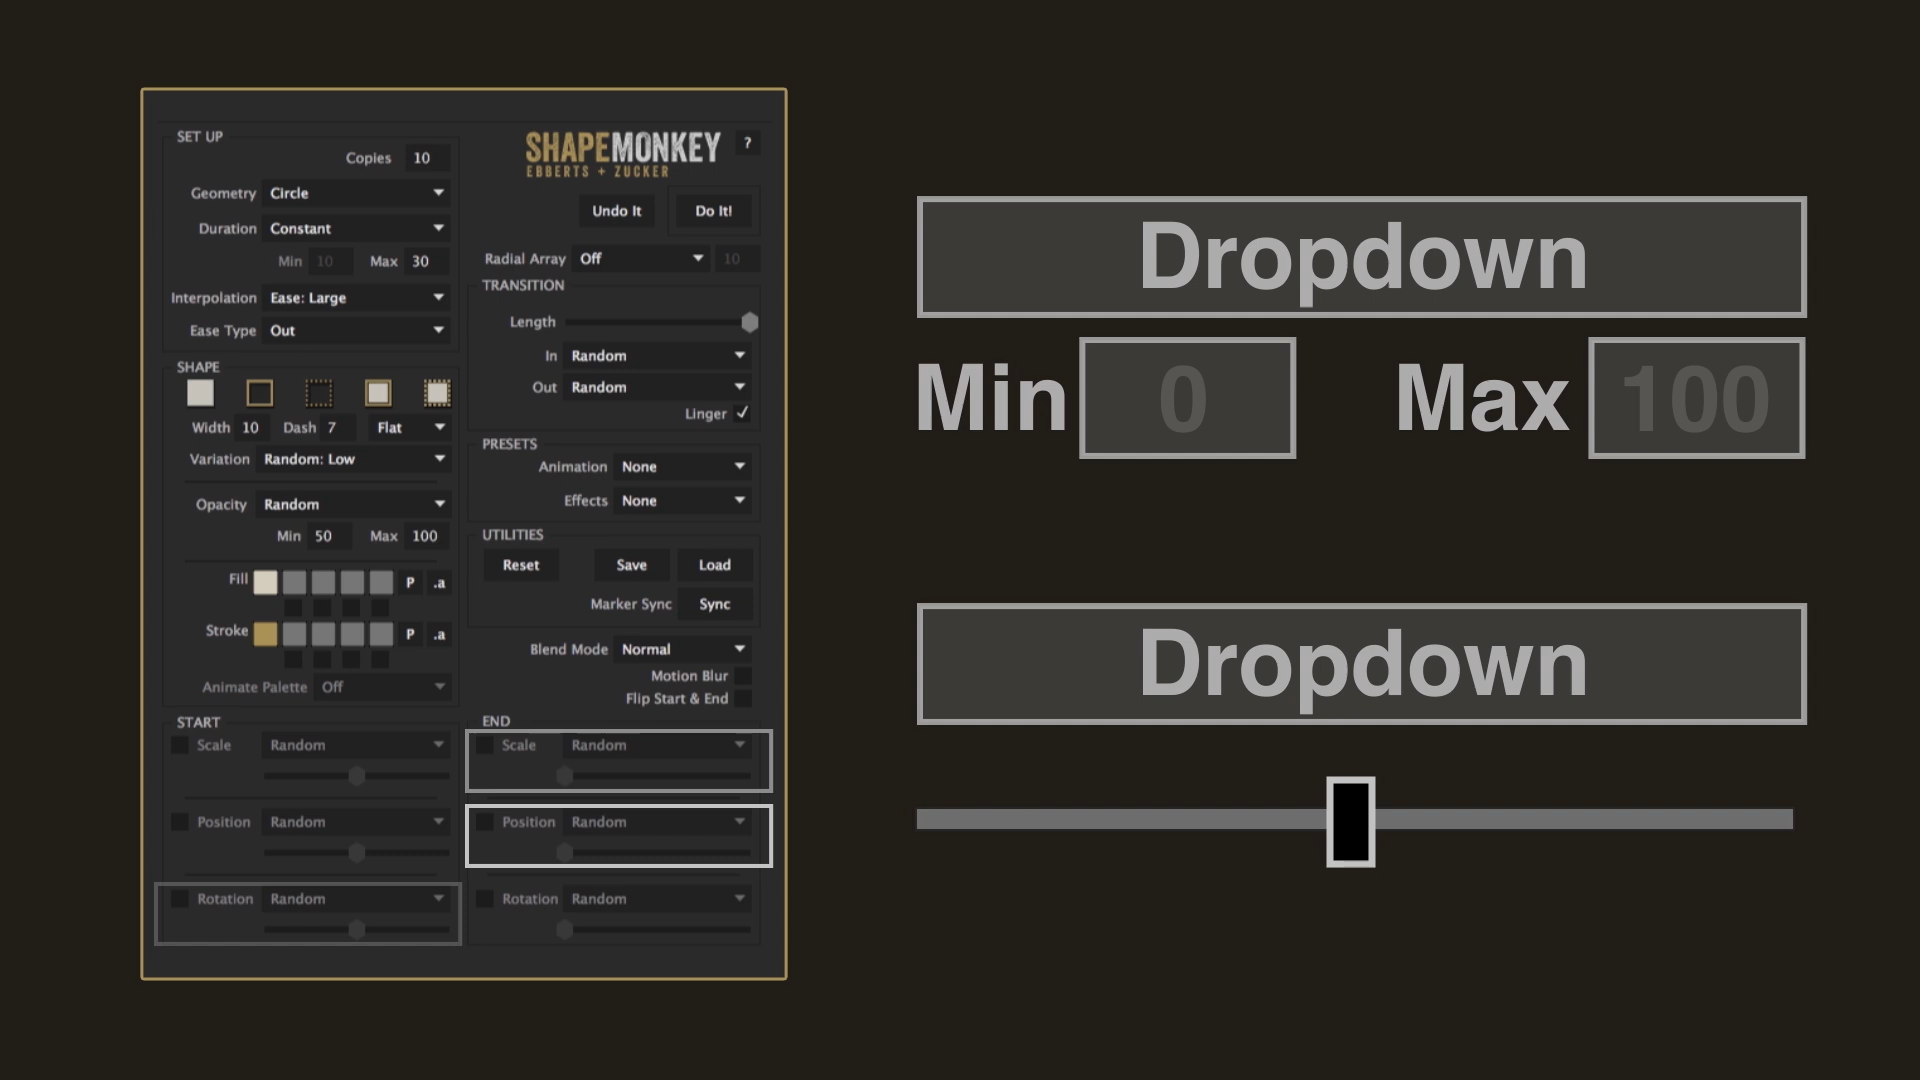 SET UP
Copies 10
Geometry Circle
Duration Constant
Min 10 Max 30
Interpolation Ease: Large
Ease Type Out
SHAPE
Width 10 Dash 7 Flat
Variation Random: Low
Opacity Random
Min 50 Max 100
Fill P .a
Stroke P .a
Animate Palette Off
START
Scale Random
Position Random
Rotation Random
SHAPEMONKEY ?
EBBERTS + ZUCKER
Undo It Do It!
Radial Array Off 10
TRANSITION
Length
In Random
Out Random
Linger ✓
PRESETS
Animation None
Effects None
UTILITIES
Reset Save Load
Marker Sync Sync
Blend Mode Normal
Motion Blur
Flip Start & End
END
Scale Random
Position Random
Rotation Random
Dropdown
Min 0 Max 100
Dropdown